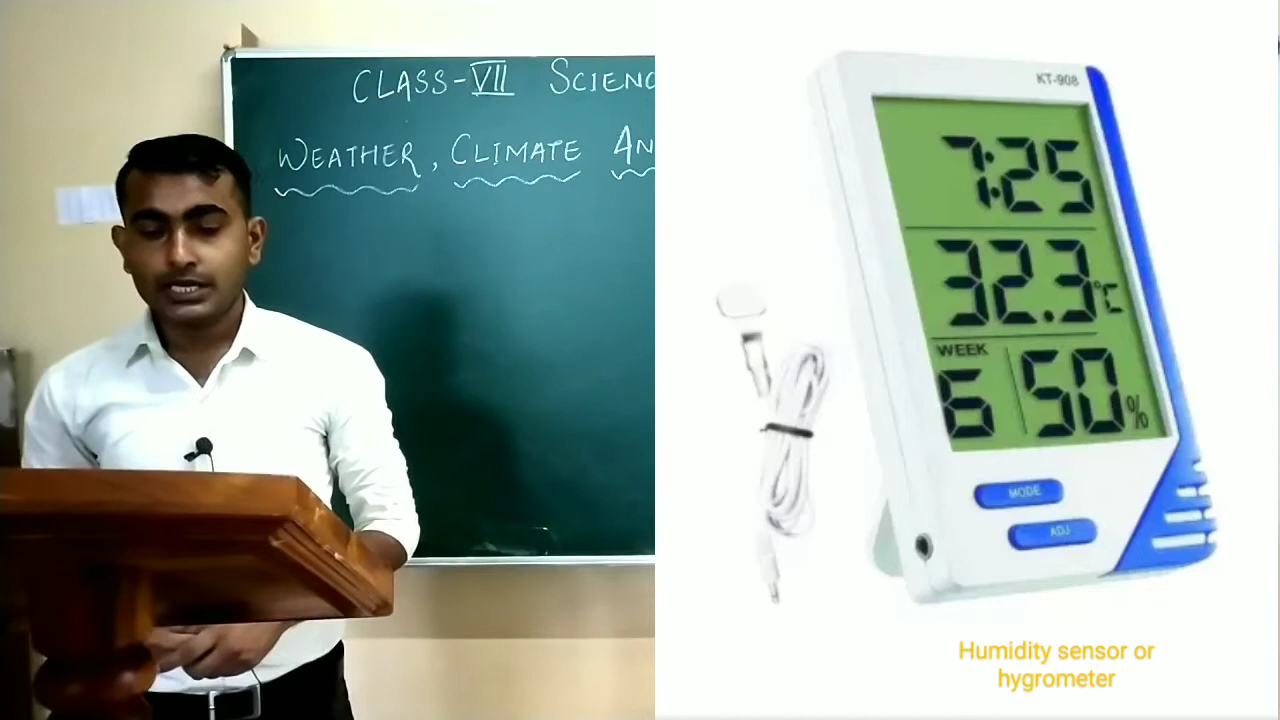 CLASS-VII SCIENC
WEATHER, CLIMATE AN
KT-908
7:25
32.3°C
WEEK
6 50%
MODE
ADJ
Humidity sensor or
hygrometer